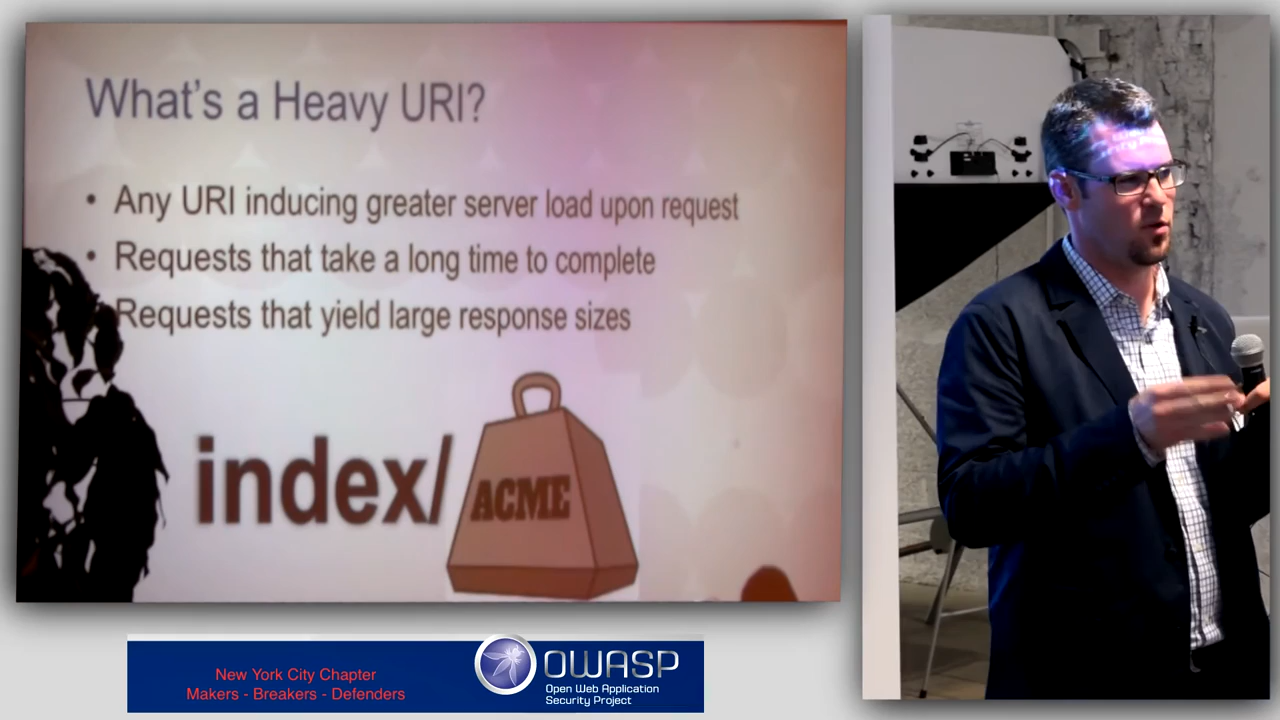 What's a Heavy URI?
• Any URI inducing greater server load upon request
• Requests that take a long time to complete
Requests that yield large response sizes
index/
ACME
New York City Chapter
Makers - Breakers - Defenders
OWASP
Open Web Application
Security Project